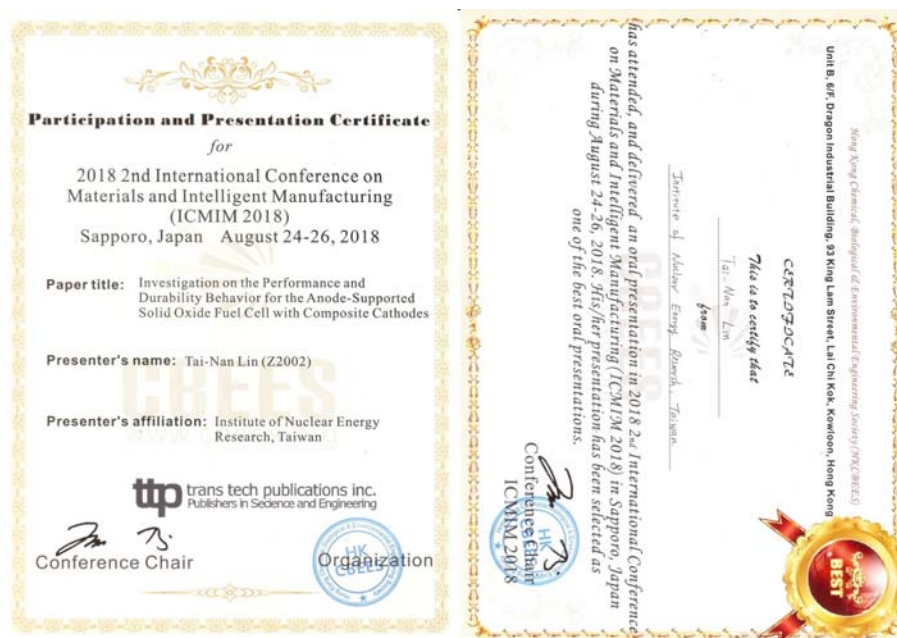 Participation and Presentation Certificate
for
2018 2nd International Conference on
Materials and Intelligent Manufacturing
(ICMIM 2018)
Sapporo, Japan August 24-26, 2018
Paper title: Investigation on the Performance and
Durability Behavior for the Anode-Supported
Solid Oxide Fuel Cell with Composite Cathodes
Presenter's name: Tai-Nan Lin (Z2002)
Presenter's affiliation: Institute of Nuclear Energy
Research, Taiwan
CBEES
ttp trans tech publications inc.
Publishers in Secience and Engineering
Conference Chair
Organization
HK
CBEES
Hong Kong Chemical, Biological & Environmental Engineering Society (HKCBEES)
Unit B, 6/F, Dragon Industrial Building, 93 King Lam Street, Lai Chi Kok, Kowloon, Hong Kong
CERTIFICATE
This is to certify that
Tai-Nan Lin
from
Institute of Nuclear Energy Research, Taiwan
has attended, and delivered an oral presentation in 2018 2nd International Conference
on Materials and Intelligent Manufacturing (ICMIM 2018) in Sapporo, Japan
during August 24-26, 2018. His/her presentation has been selected as
one of the best oral presentations.
Conference Chair
ICMIM 2018
BEST